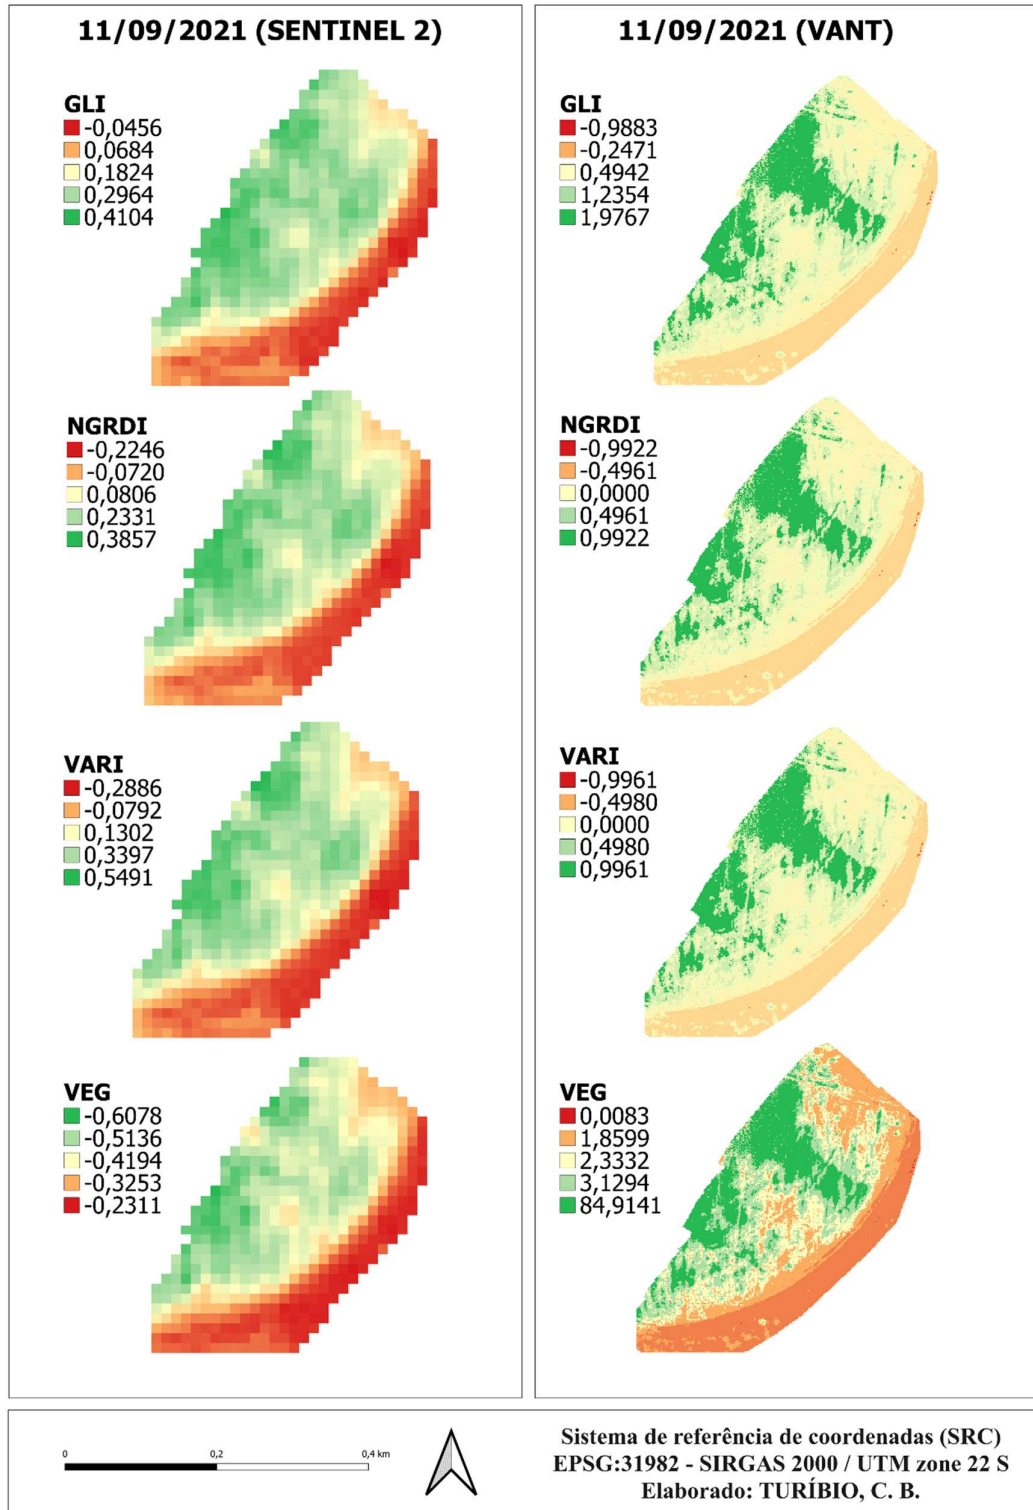 11/09/2021 (SENTINEL 2)
GLI
-0,0456
0,0684
0,1824
0,2964
0,4104
NGRDI
-0,2246
-0,0720
0,0806
0,2331
0,3857
VARI
-0,2886
-0,0792
0,1302
0,3397
0,5491
VEG
-0,6078
-0,5136
-0,4194
-0,3253
-0,2311
11/09/2021 (VANT)
GLI
-0,9883
-0,2471
0,4942
1,2354
1,9767
NGRDI
-0,9922
-0,4961
0,0000
0,4961
0,9922
VARI
-0,9961
-0,4980
0,0000
0,4980
0,9961
VEG
0,0083
1,8599
2,3332
3,1294
84,9141
0 0,2 0,4 km
Sistema de referência de coordenadas (SRC)
EPSG:31982 - SIRGAS 2000 / UTM zone 22 S
Elaborado: TURÍBIO, C. B.